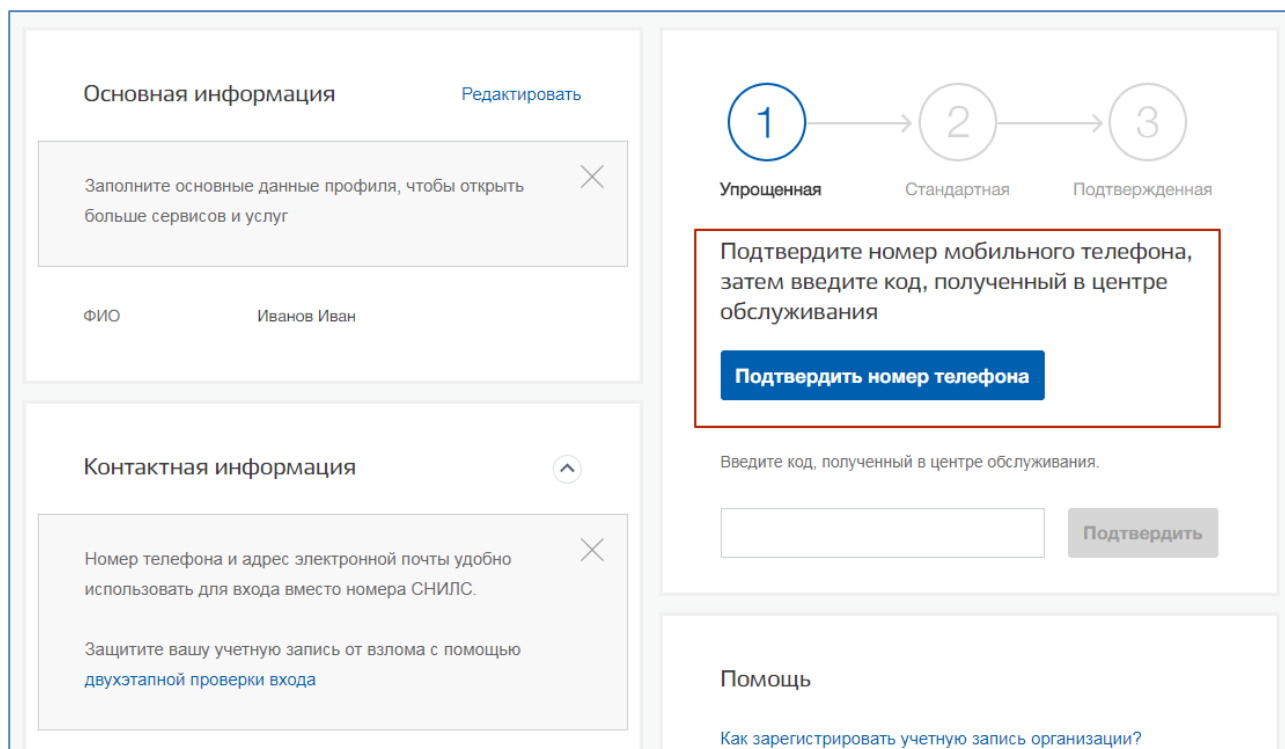 Основная информация
Редактировать
Заполните основные данные профиля, чтобы открыть
больше сервисов и услуг
ФИО
Иванов Иван
Контактная информация
Номер телефона и адрес электронной почты удобно
использовать для входа вместо номера СНИЛС.
Защитите вашу учетную запись от взлома с помощью
двухэтапной проверки входа
1
2
3
Упрощенная
Стандартная
Подтвержденная
Подтвердите номер мобильного телефона,
затем введите код, полученный в центре
обслуживания
Подтвердить номер телефона
Введите код, полученный в центре обслуживания.
Подтвердить
Помощь
Как зарегистрировать учетную запись организации?